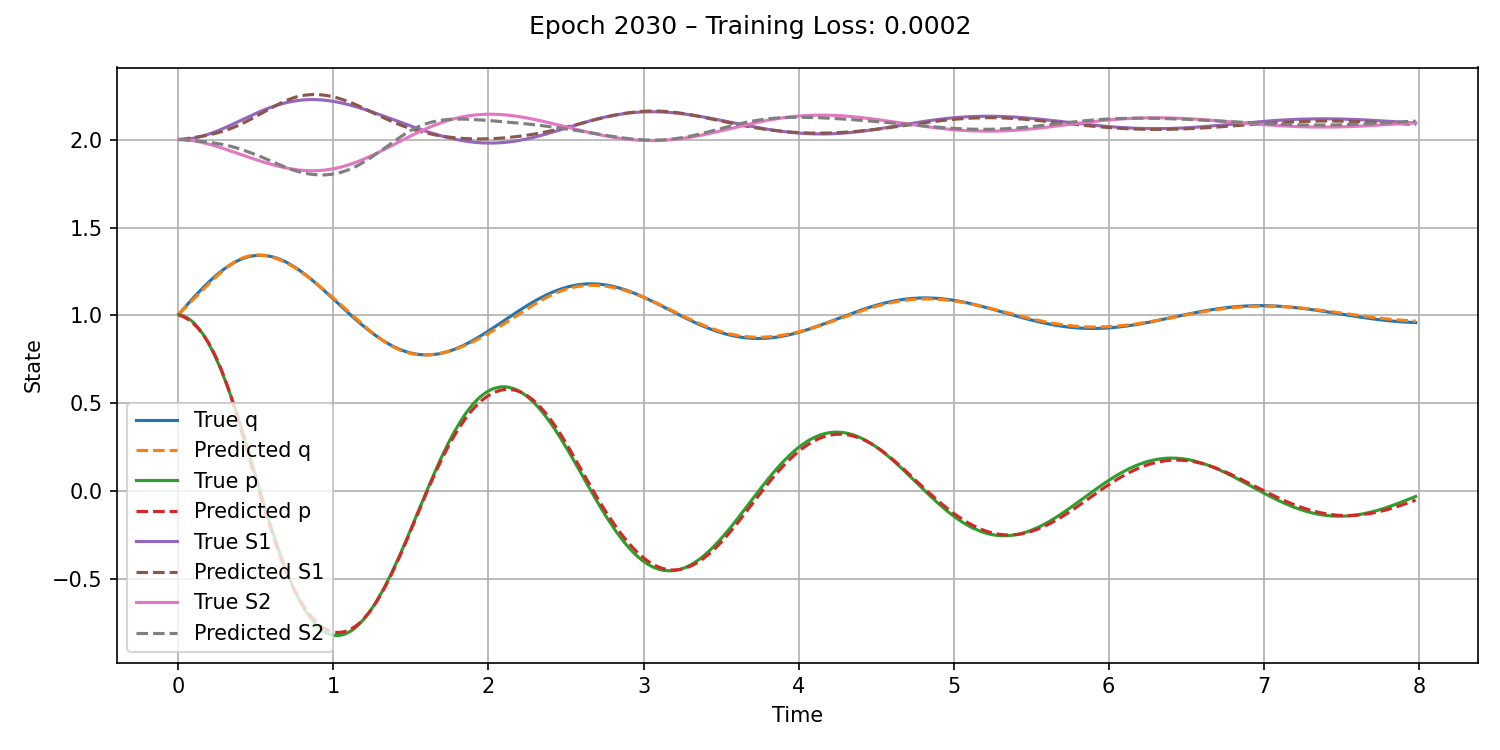 Epoch 2030 – Training Loss: 0.0002
State
2.0
1.5
1.0
0.5
0.0
−0.5
True q
Predicted q
True p
Predicted p
True S1
Predicted S1
True S2
Predicted S2
0 1 2 3 4 5 6 7 8
Time